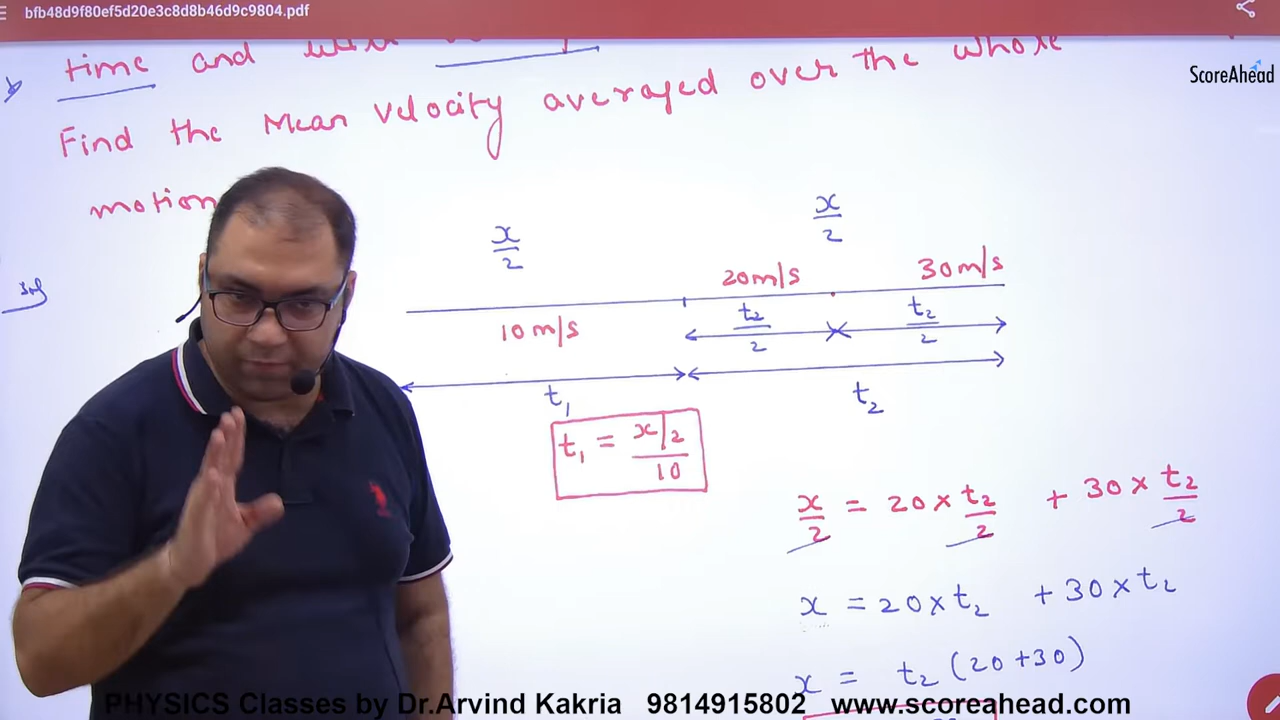 bfb48d9f80ef5d20e3c8d8b46d9c9804.pdf
ScoreAhead
time and with
Find the Mean velocity averaged over the whole
motion
Sol
x/2 x/2
20m/s 30m/s
10m/s t₂/2 t₂/2
t₁ t₂
t₁ = x/2 / 10
x/2 = 20 × t₂/2 + 30 × t₂/2
x = 20 × t₂ + 30 × t₂
x = t₂ (20+30)
PHYSICS Classes by Dr.Arvind Kakria 9814915802 www.scoreahead.com